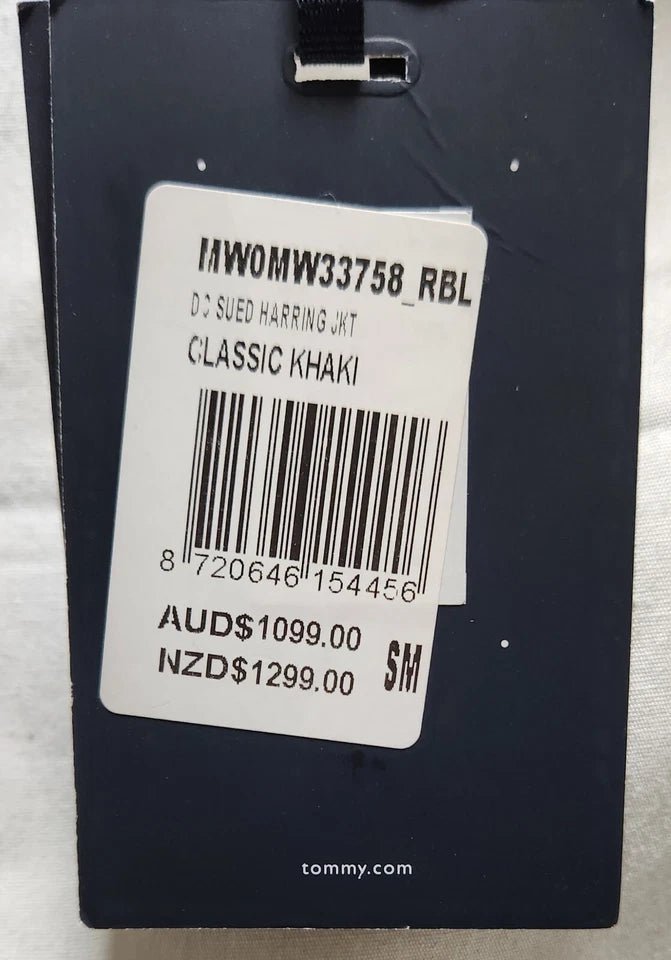 MW0MW33758_RBL
DC SUED HARRING JKT
CLASSIC KHAKI
8 720646 154456
AUD$1099.00
NZD$1299.00
SM
tommy.com